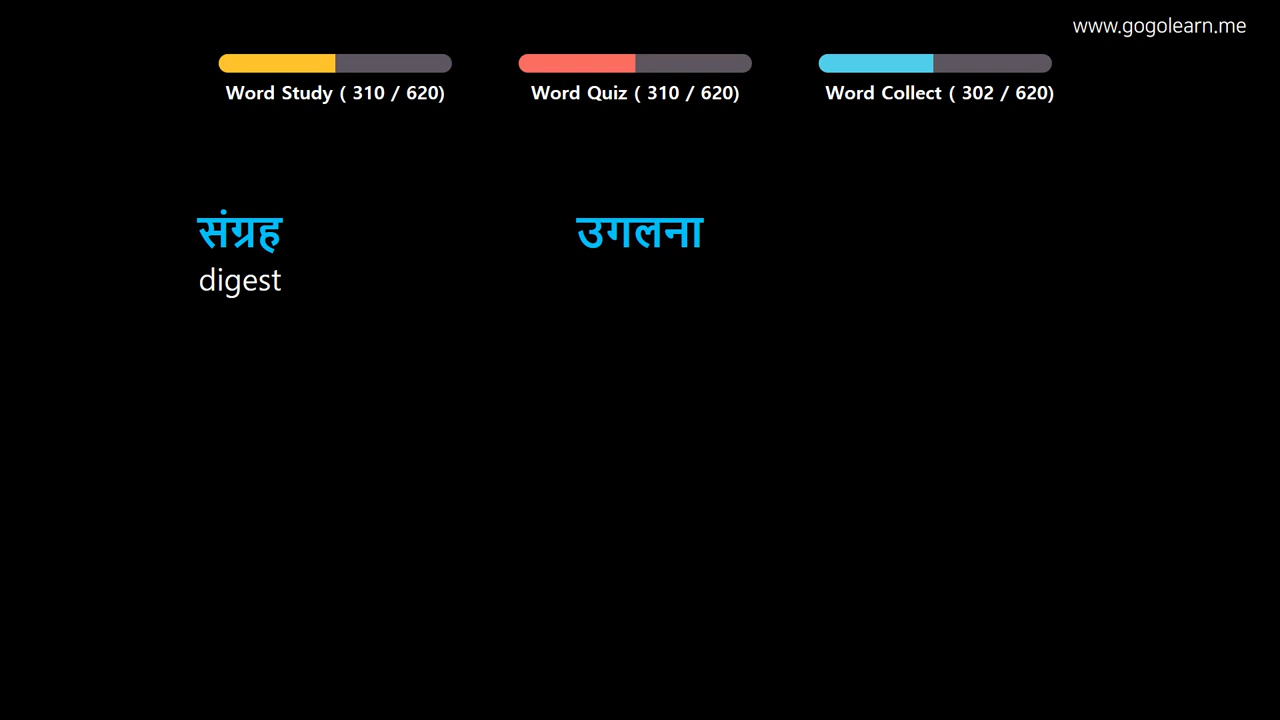 www.gogolearn.me
Word Study ( 310 / 620)
Word Quiz ( 310 / 620)
Word Collect ( 302 / 620)
संग्रह
उगलना
digest